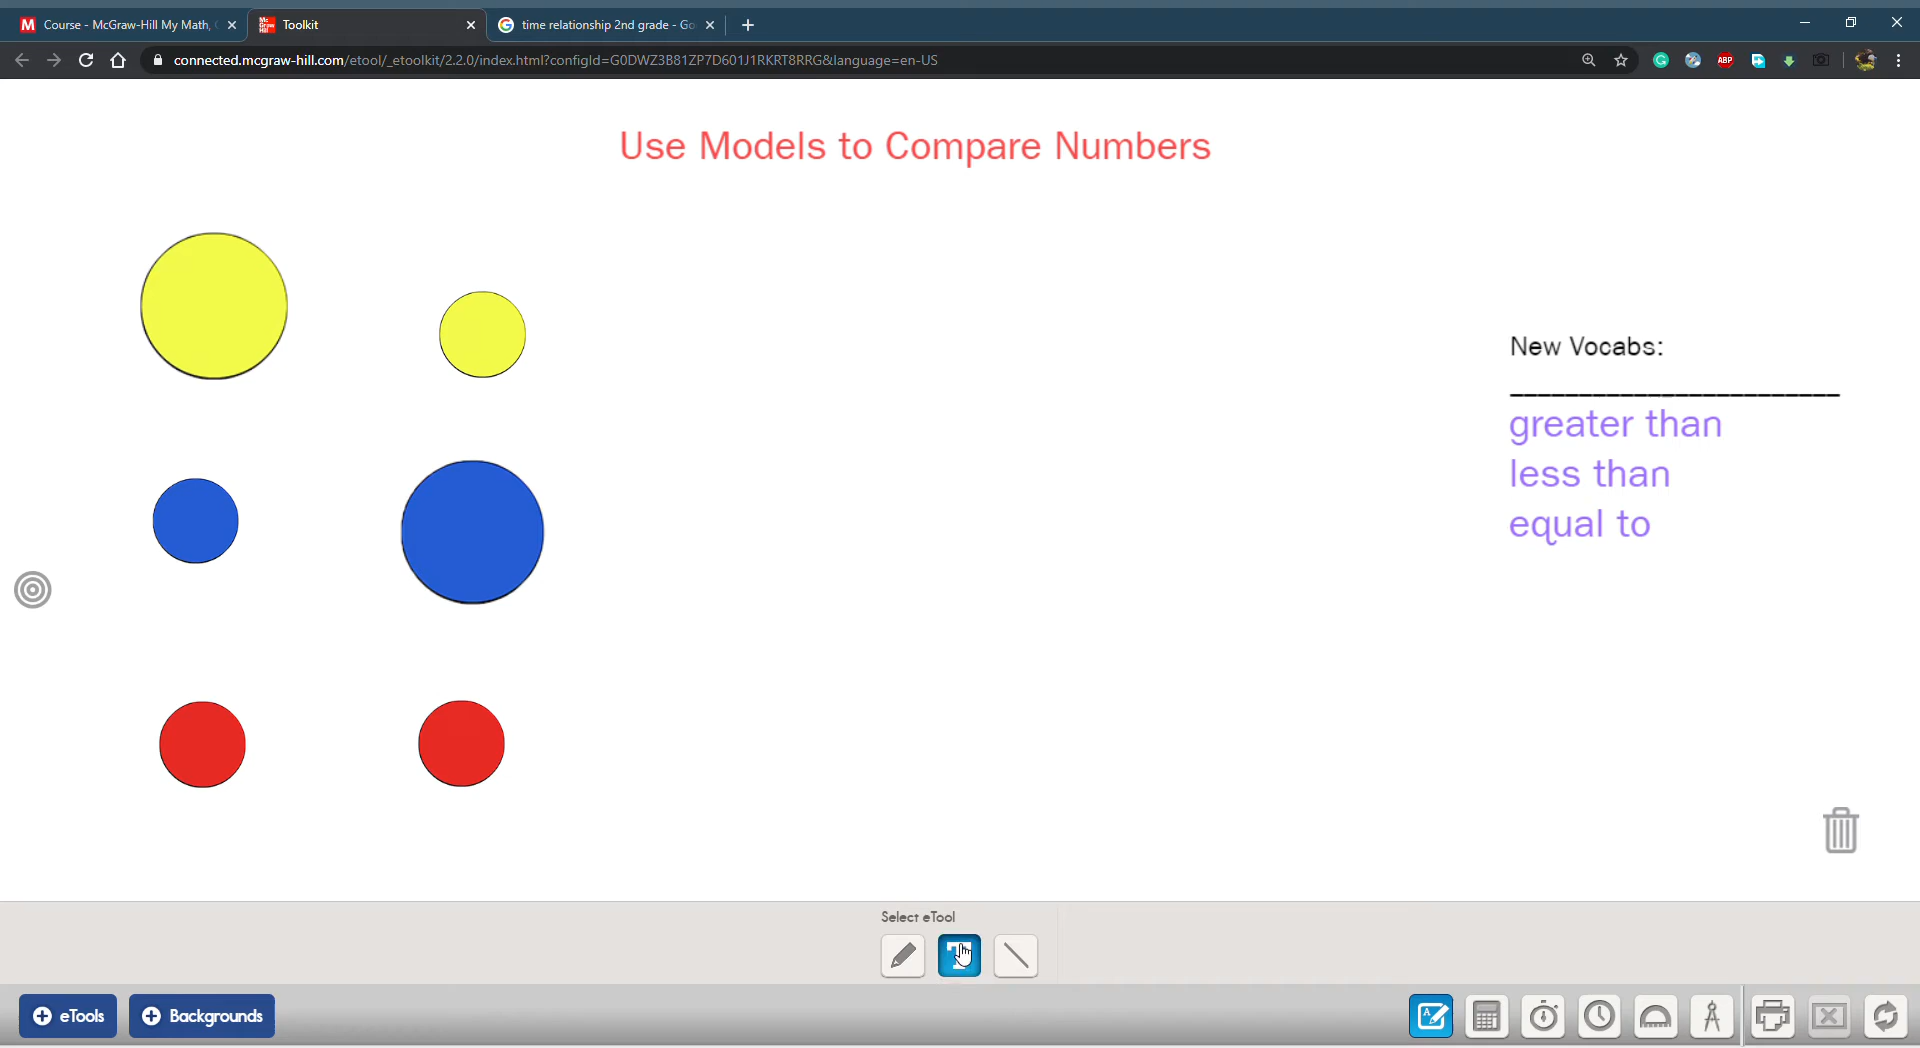 Course - McGraw-Hill My Math,
Toolkit
time relationship 2nd grade - Go
connected.mcgraw-hill.com/etool/_etoolkit/2.2.0/index.html?configId=G0DWZ3B81ZP7D601J1RKRT8RRG&language=en-US
ABP
Use Models to Compare Numbers
New Vocabs:
greater than
less than
equal to
Select eTool
eTools
Backgrounds